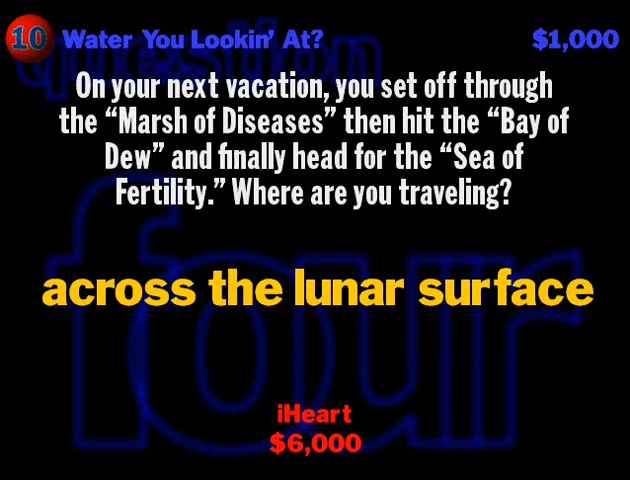 10 Water You Lookin' At? $1,000
question
On your next vacation, you set off through
the “Marsh of Diseases” then hit the “Bay of
Dew” and finally head for the “Sea of
Fertility.” Where are you traveling?
four
across the lunar surface
iHeart
$6,000